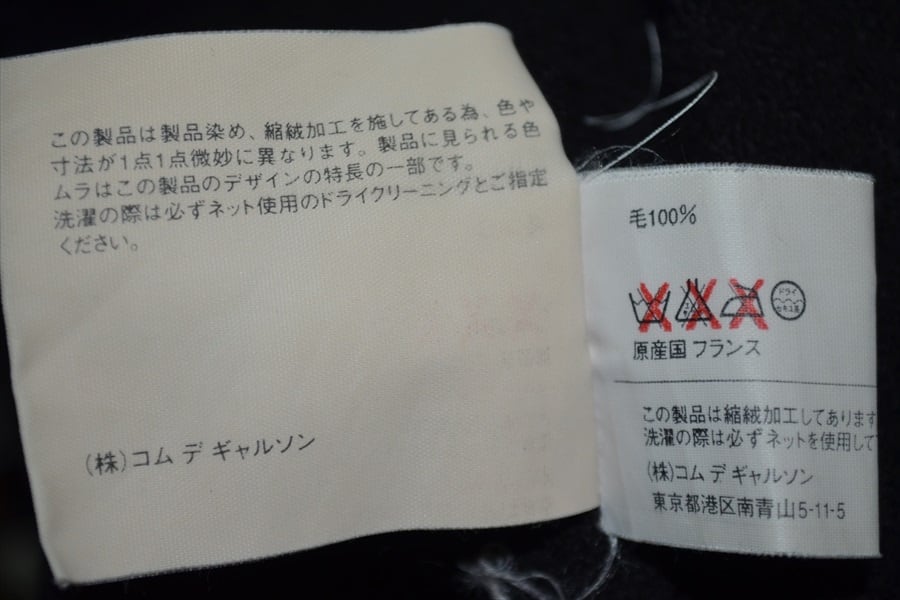 この製品は製品染め、縮絨加工を施してある為、色や
寸法が1点1点微妙に異なります。製品に見られる色
ムラはこの製品のデザインの特長の一部です。
洗濯の際は必ずネット使用のドライクリーニングとご指定
ください。
(株)コム デ ギャルソン
毛100%
ドライ
セキユ系
原産国 フランス
この製品は縮絨加工してあります
洗濯の際は必ずネットを使用して
(株)コム デ ギャルソン
東京都港区南青山5-11-5